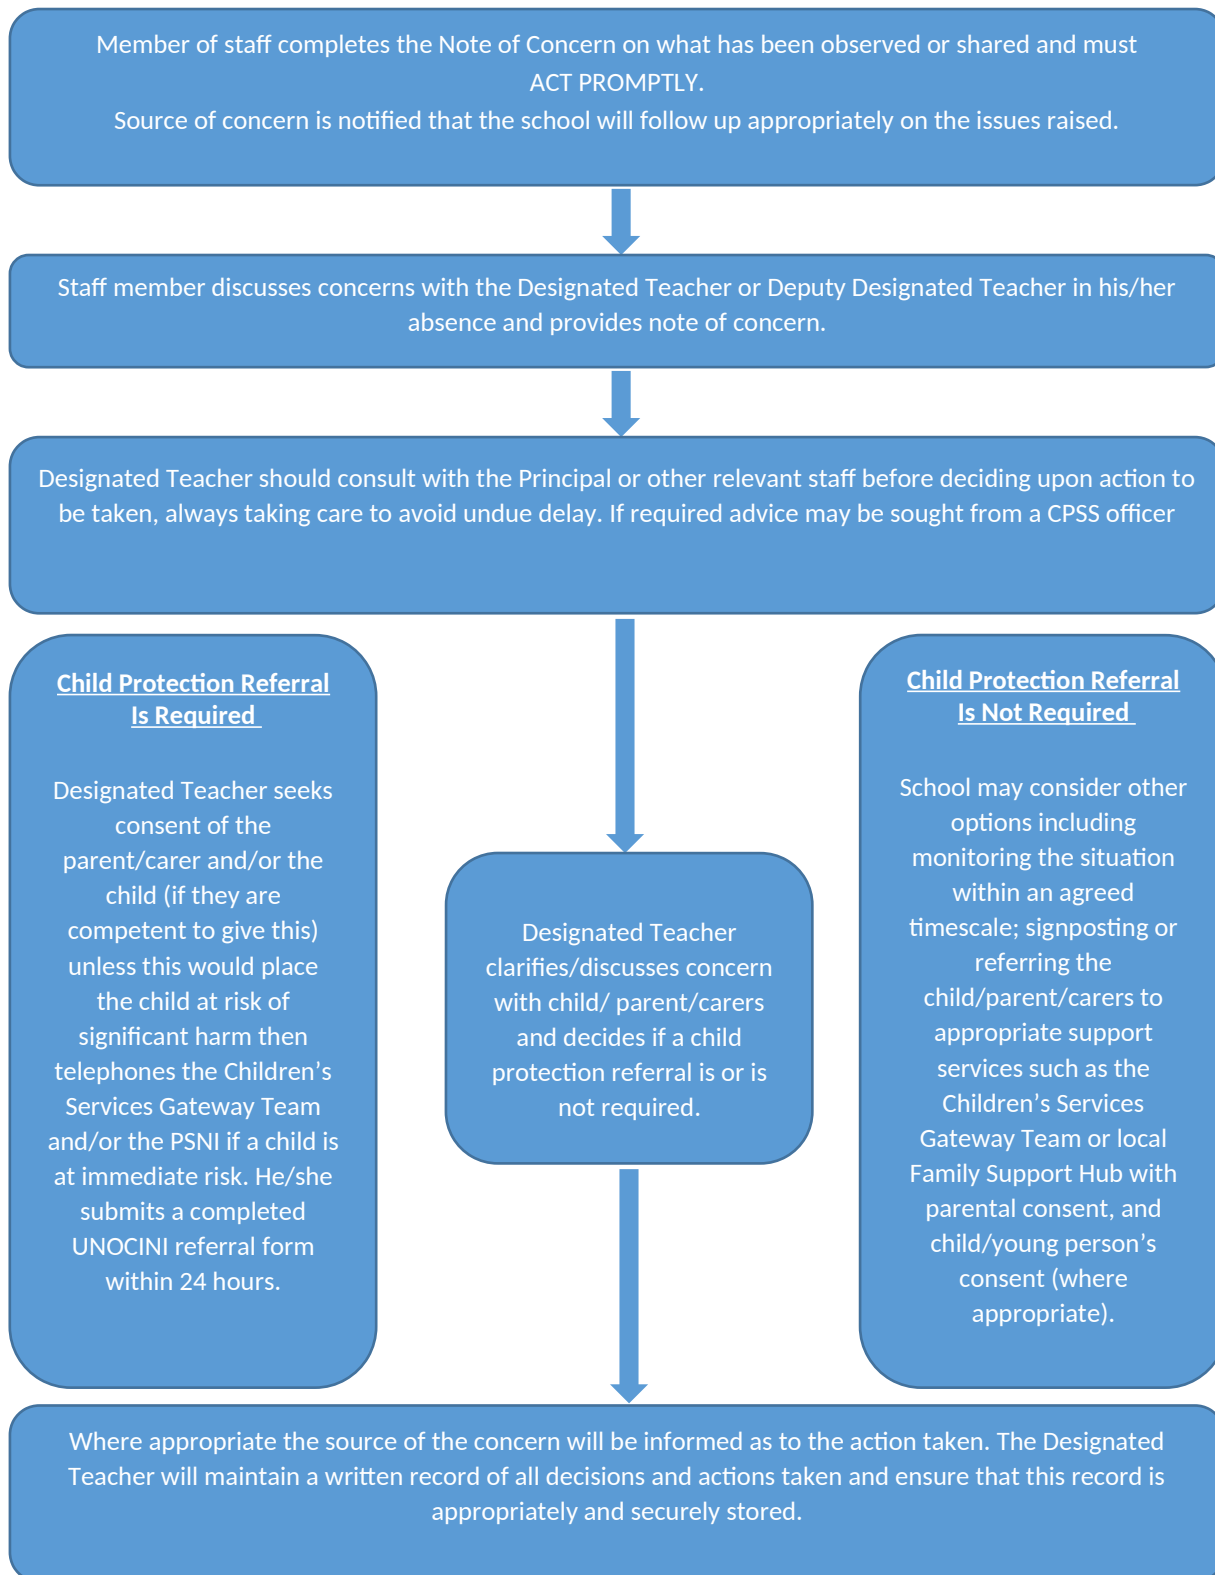 Member of staff completes the Note of Concern on what has been observed or shared and must
ACT PROMPTLY.
Source of concern is notified that the school will follow up appropriately on the issues raised.
Staff member discusses concerns with the Designated Teacher or Deputy Designated Teacher in his/her
absence and provides note of concern.
Designated Teacher should consult with the Principal or other relevant staff before deciding upon action to
be taken, always taking care to avoid undue delay. If required advice may be sought from a CPSS officer
Child Protection Referral
Is Required
Designated Teacher seeks
consent of the
parent/carer and/or the
child (if they are
competent to give this)
unless this would place
the child at risk of
significant harm then
telephones the Children’s
Services Gateway Team
and/or the PSNI if a child is
at immediate risk. He/she
submits a completed
UNOCINI referral form
within 24 hours.
Designated Teacher
clarifies/discusses concern
with child/ parent/carers
and decides if a child
protection referral is or is
not required.
Child Protection Referral
Is Not Required
School may consider other
options including
monitoring the situation
within an agreed
timescale; signposting or
referring the
child/parent/carers to
appropriate support
services such as the
Children’s Services
Gateway Team or local
Family Support Hub with
parental consent, and
child/young person’s
consent (where
appropriate).
Where appropriate the source of the concern will be informed as to the action taken. The Designated
Teacher will maintain a written record of all decisions and actions taken and ensure that this record is
appropriately and securely stored.